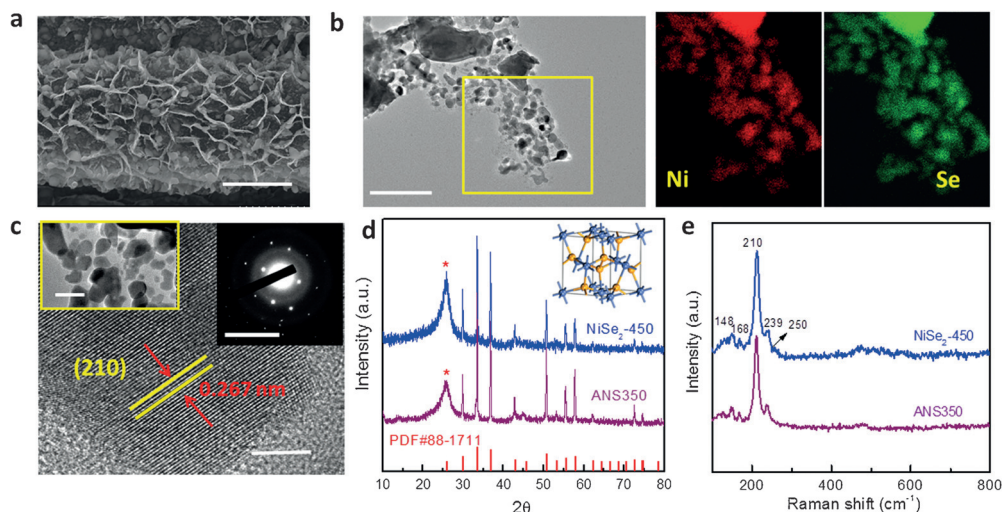 a
b
Ni
Se
c
(210)
0.267 nm
d
Intensity (a.u.)
*
NiSe₂-450
*
ANS350
PDF#88-1711
10 20 30 40 50 60 70 80
2θ
e
Intensity (a.u.)
210
148
168
239
250
NiSe₂-450
ANS350
200 400 600 800
Raman shift (cm⁻¹)